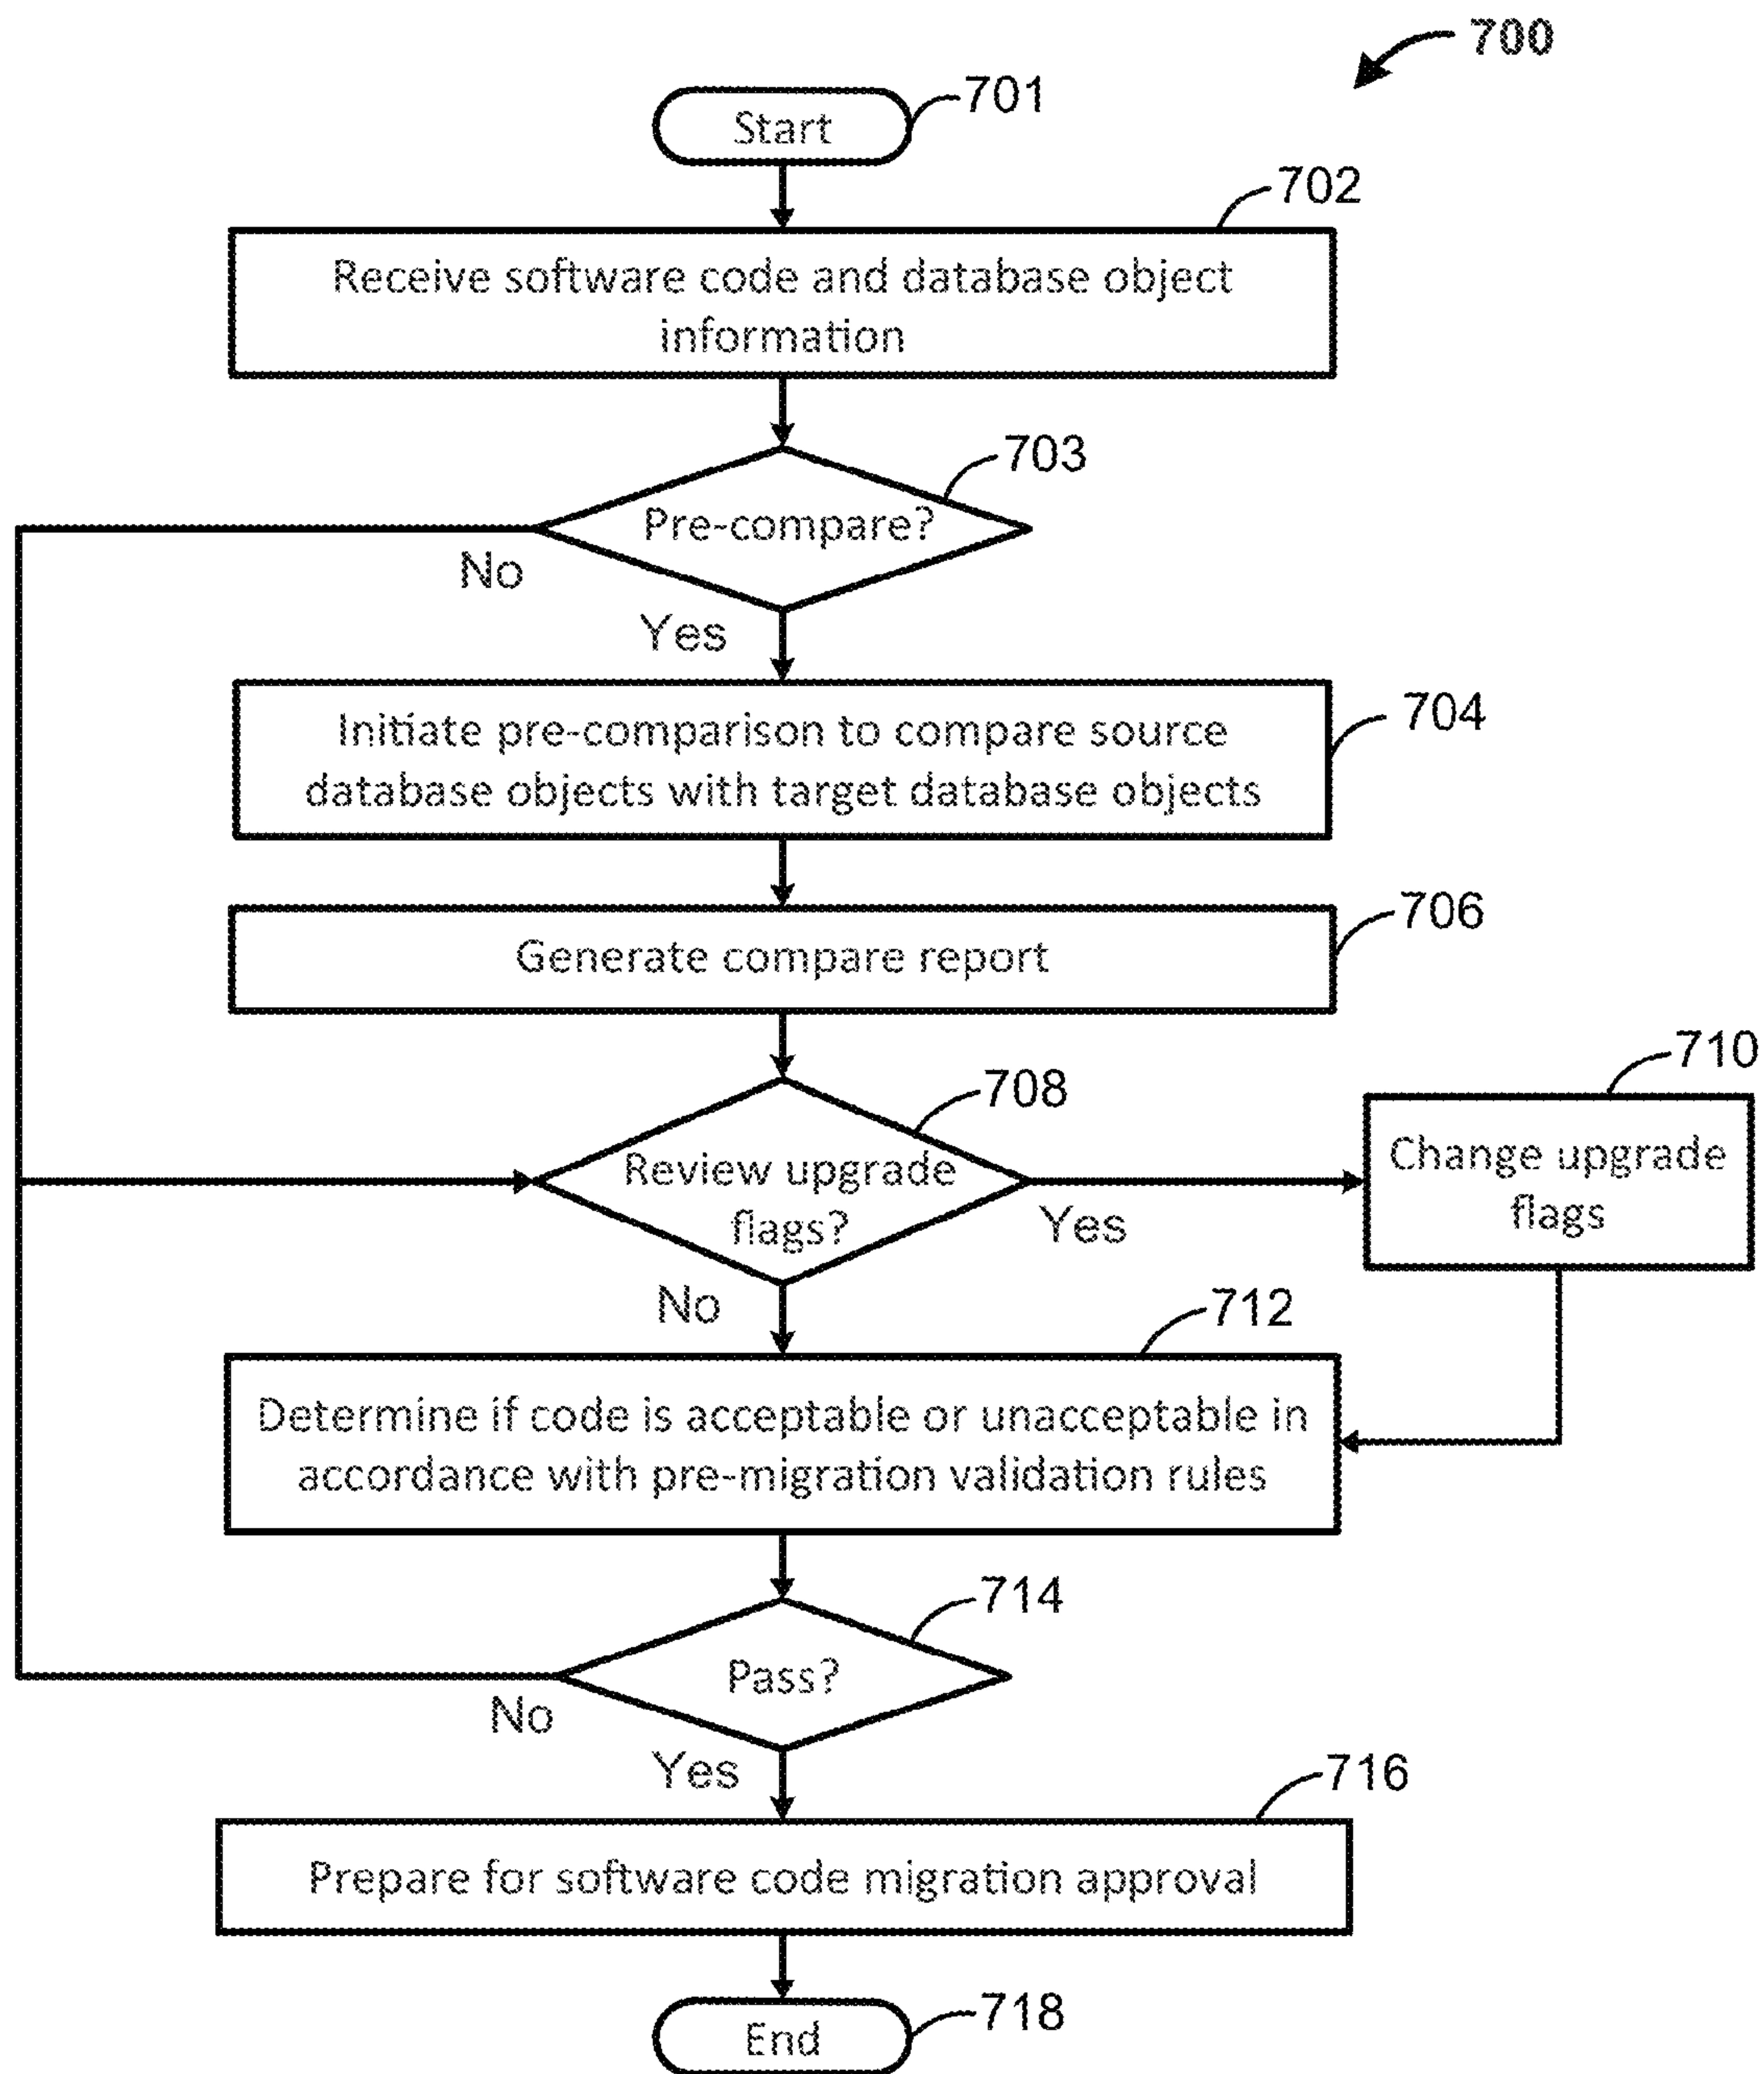 700
Start
701
702
Receive software code and database object
information
703
Pre-compare?
No
Yes
704
Initiate pre-comparison to compare source
database objects with target database objects
706
Generate compare report
708
Review upgrade
flags?
Yes
No
710
Change upgrade
flags
712
Determine if code is acceptable or unacceptable in
accordance with pre-migration validation rules
714
Pass?
No
Yes
716
Prepare for software code migration approval
End
718